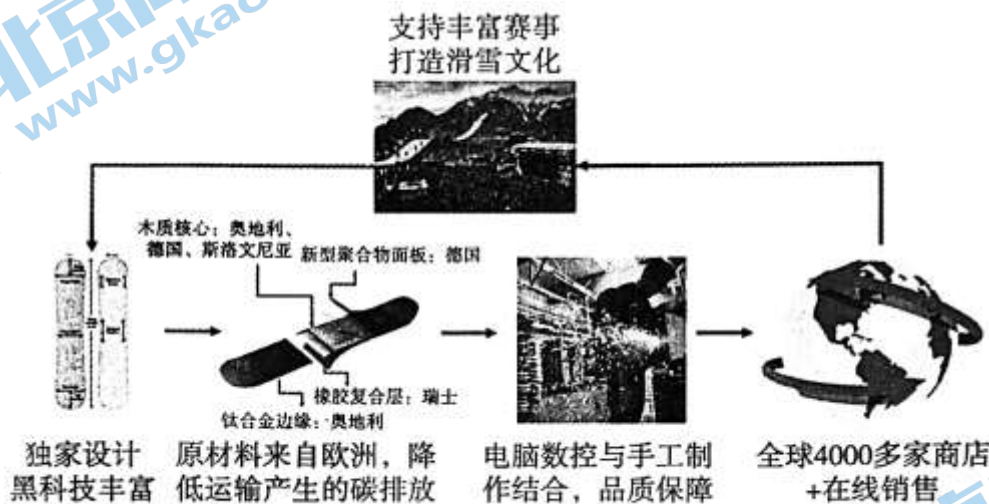 支持丰富赛事
打造滑雪文化
木质核心：奥地利、
德国、斯洛文尼亚
新型聚合物面板：德国
橡胶复合层：瑞士
钛合金边缘：奥地利
独家设计
黑科技丰富
原材料来自欧洲，降
低运输产生的碳排放
电脑数控与手工制
作结合，品质保障
全球4000多家商店
+在线销售
www.gkao